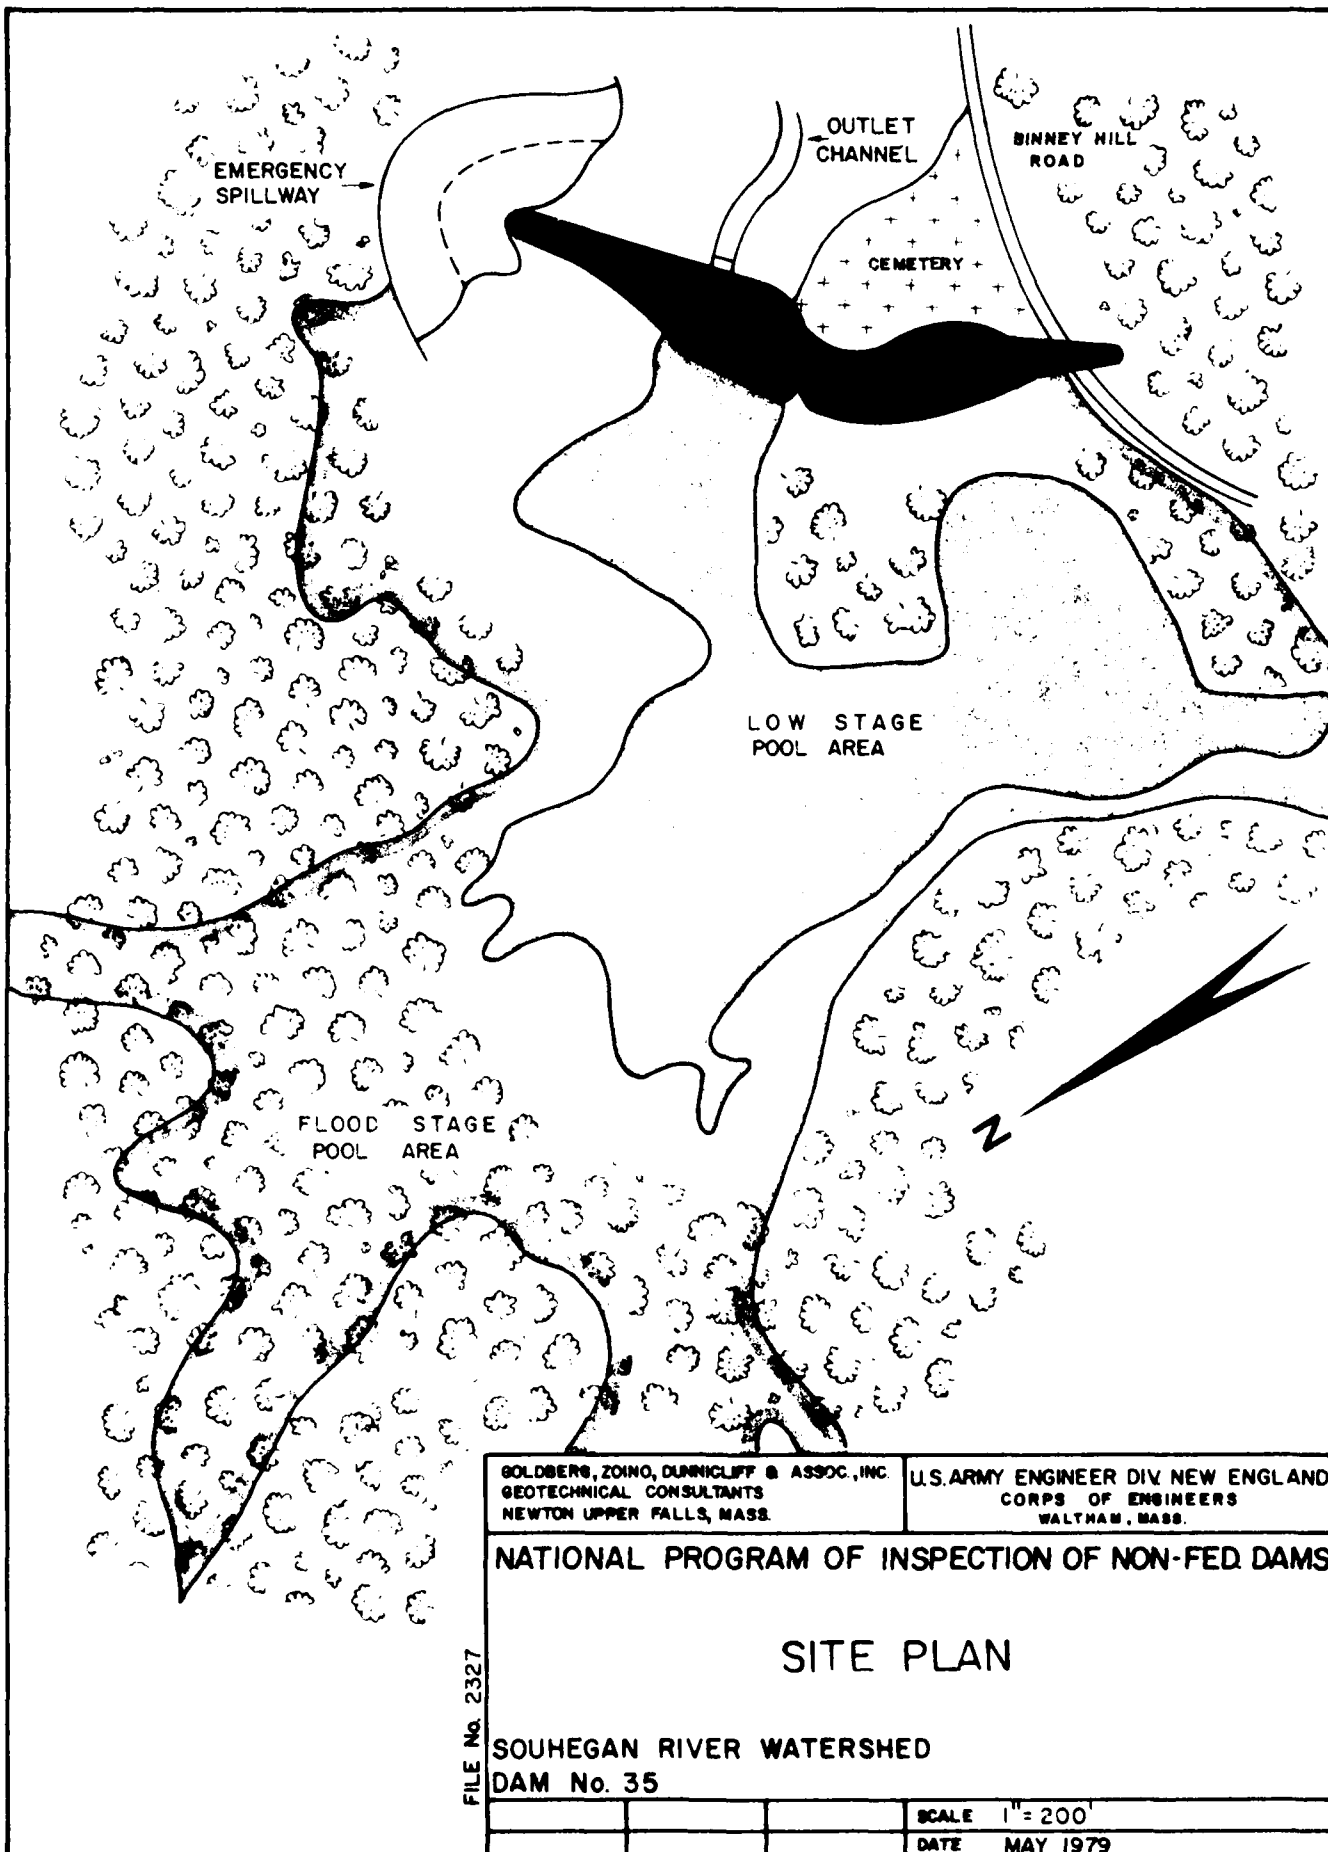 EMERGENCY
SPILLWAY
OUTLET
CHANNEL
BINNEY HILL
ROAD
CEMETERY
LOW STAGE
POOL AREA
N
FLOOD STAGE
POOL AREA
GOLDBERG, ZOINO, DUNNICLIFF & ASSOC., INC.
GEOTECHNICAL CONSULTANTS
NEWTON UPPER FALLS, MASS.
U.S. ARMY ENGINEER DIV. NEW ENGLAND
CORPS OF ENGINEERS
WALTHAM, MASS.
NATIONAL PROGRAM OF INSPECTION OF NON-FED. DAMS
SITE PLAN
FILE No. 2327
SOUHEGAN RIVER WATERSHED
DAM No. 35
SCALE 1" = 200'
DATE MAY 1979